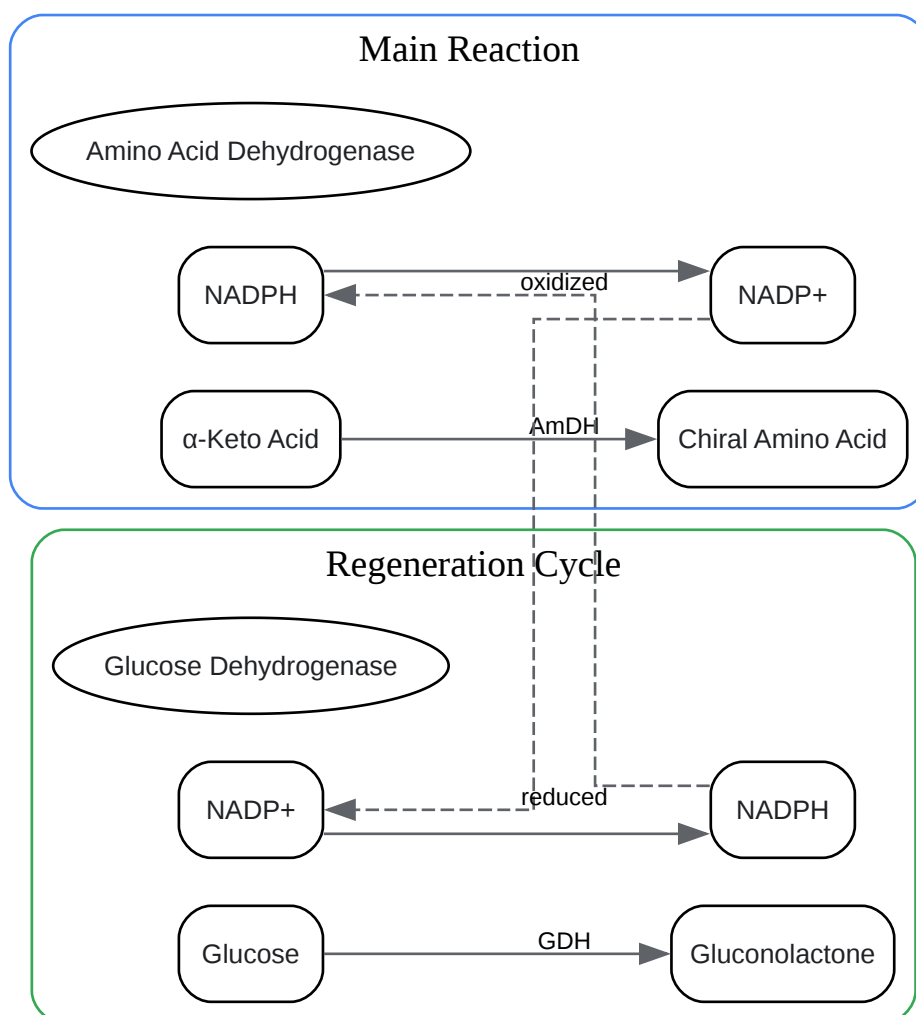 Main Reaction
Amino Acid Dehydrogenase
NADPH
oxidized
NADP+
α-Keto Acid
AmDH
Chiral Amino Acid
Regeneration Cycle
Glucose Dehydrogenase
NADP+
reduced
NADPH
Glucose
GDH
Gluconolactone